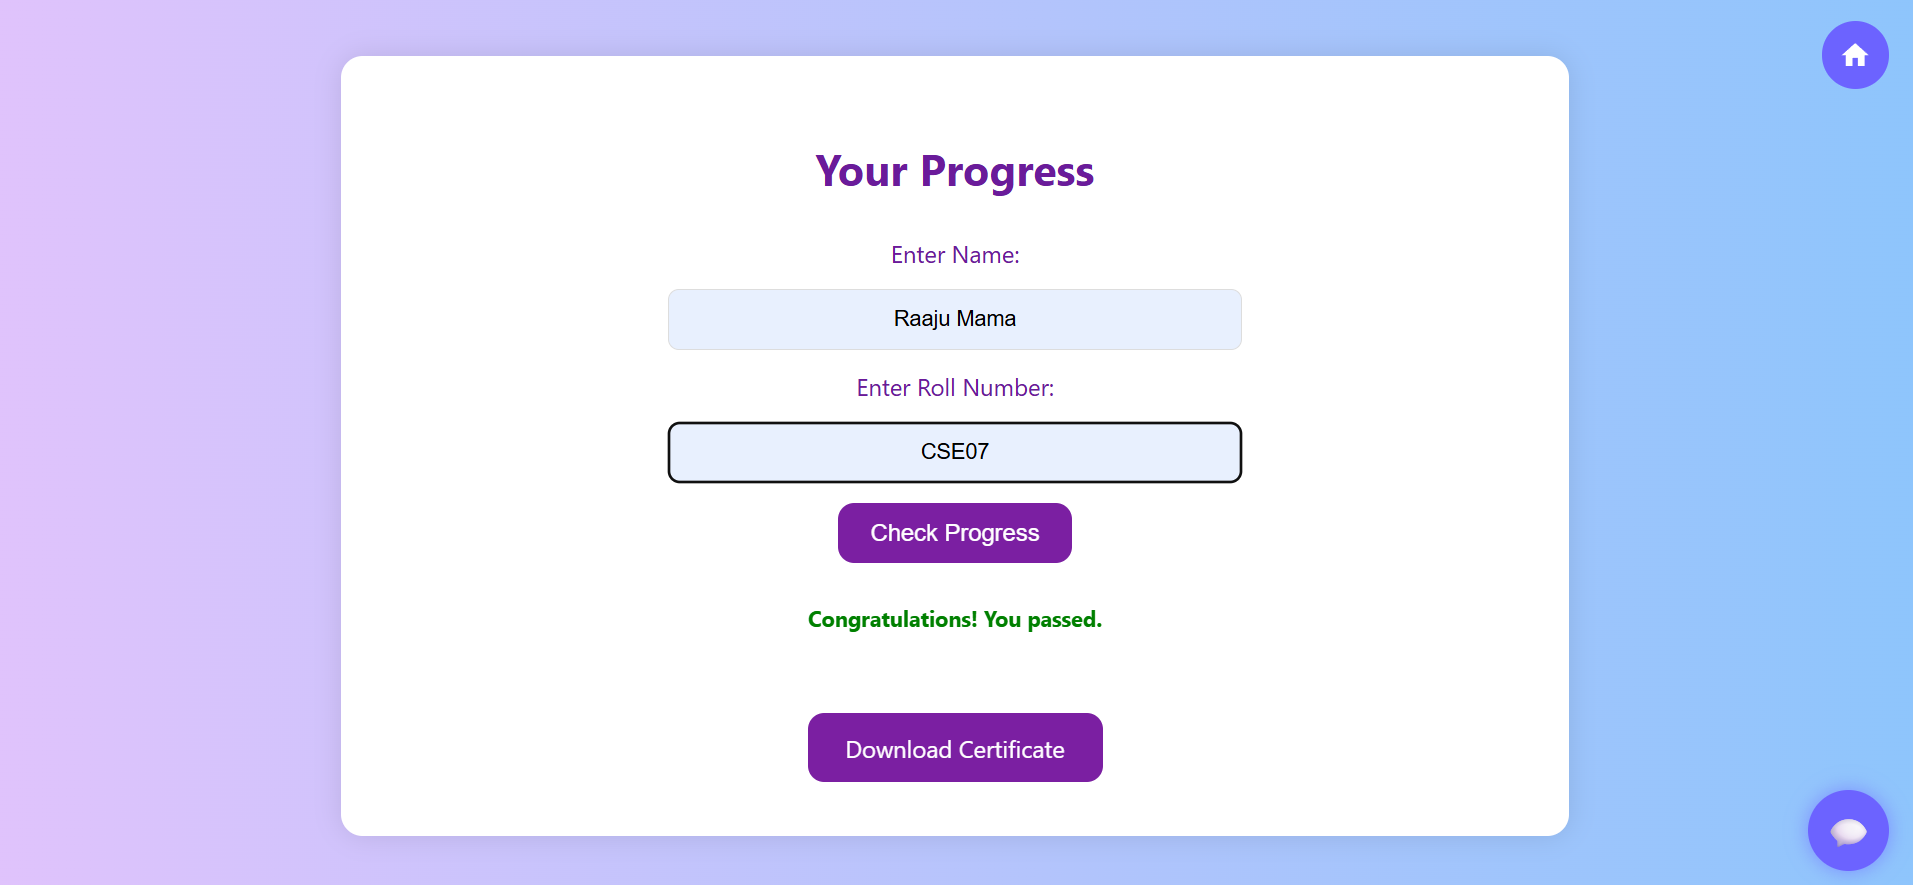 Your Progress
Enter Name:
Raaju Mama
Enter Roll Number:
CSE07
Check Progress
Congratulations! You passed.
Download Certificate